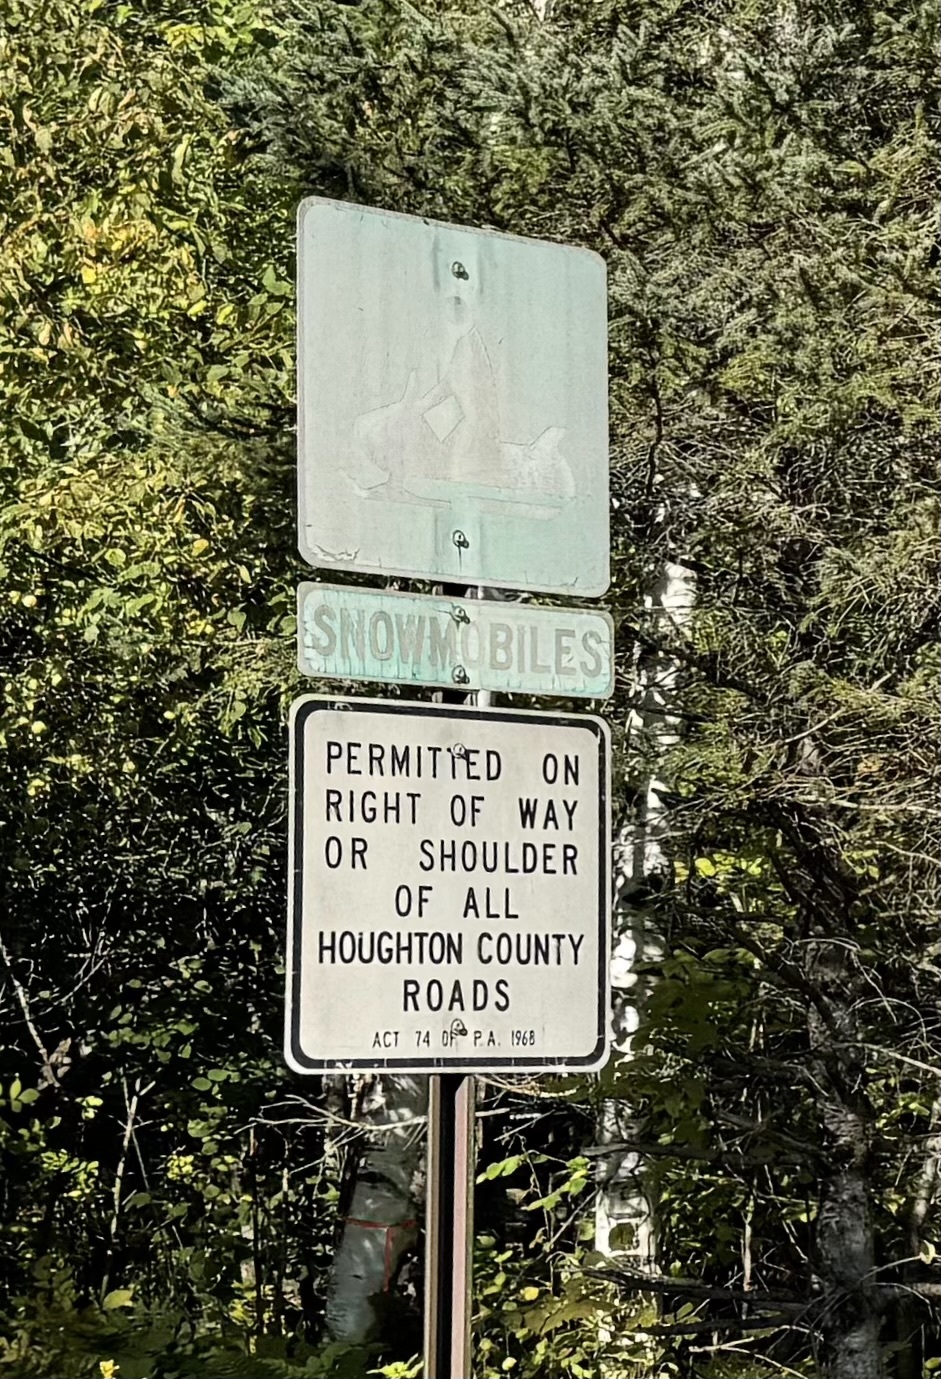 SNOWMOBILES
PERMITTED ON
RIGHT OF WAY
OR SHOULDER
OF ALL
HOUGHTON COUNTY
ROADS
ACT 74 OF P.A. 1968